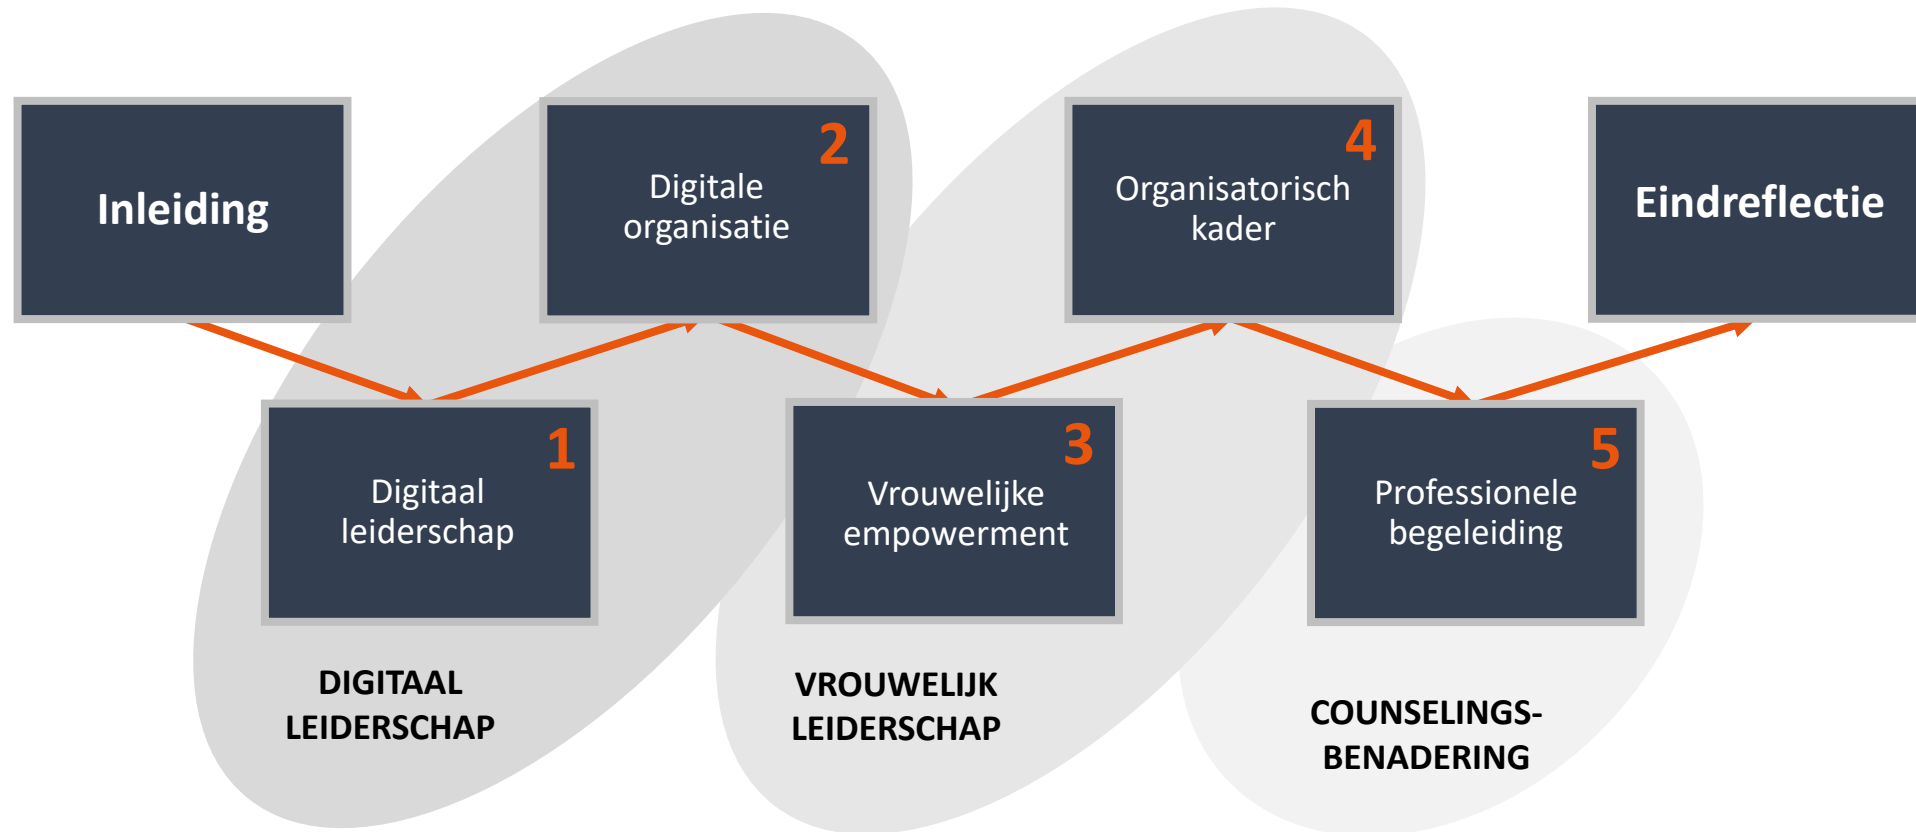 Inleiding
1
Digitaal
leiderschap
2
Digitale
organisatie
3
Vrouwelijke
empowerment
4
Organisatorisch
kader
5
Professionele
begeleiding
Eindreflectie
DIGITAAL
LEIDERSCHAP
VROUWELIJK
LEIDERSCHAP
COUNSELINGS-
BENADERING